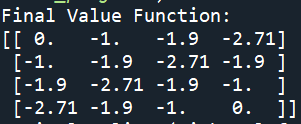 Final Value Function:
[[ 0.   -1.   -1.9  -2.71]
 [-1.   -1.9  -2.71 -1.9 ]
 [-1.9  -2.71 -1.9  -1.  ]
 [-2.71 -1.9  -1.    0.  ]]